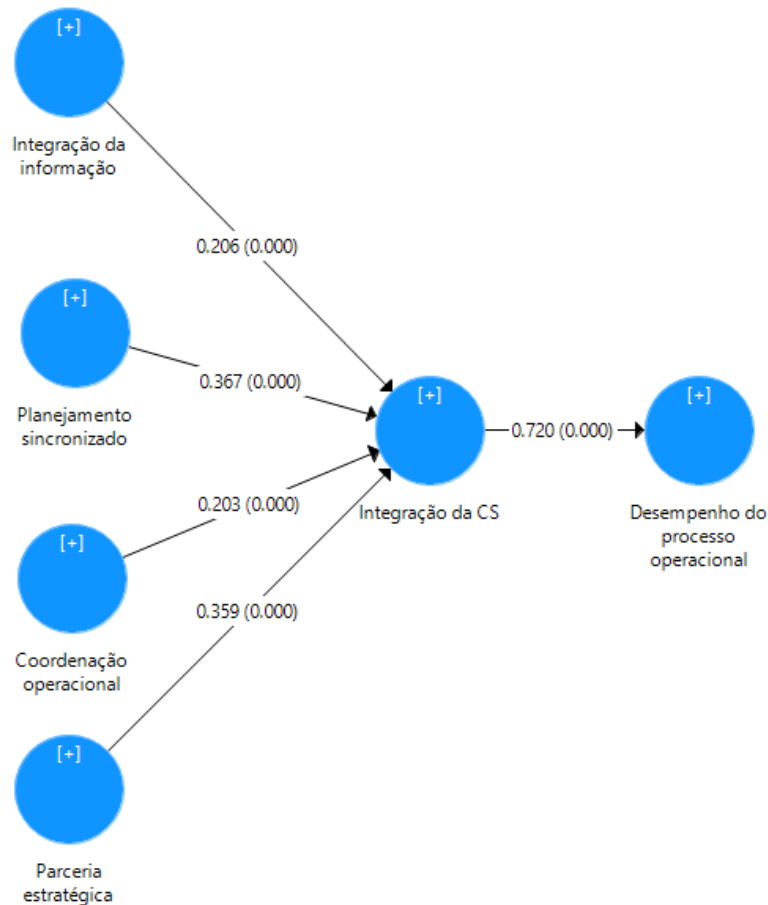 [+]
Integração da
informação
0.206 (0.000)
[+]
Planejamento
sincronizado
0.367 (0.000)
[+]
Coordenação
operacional
0.203 (0.000)
[+]
Parceria
estratégica
0.359 (0.000)
[+]
Integração da CS
0.720 (0.000)
[+]
Desempenho do
processo
operacional